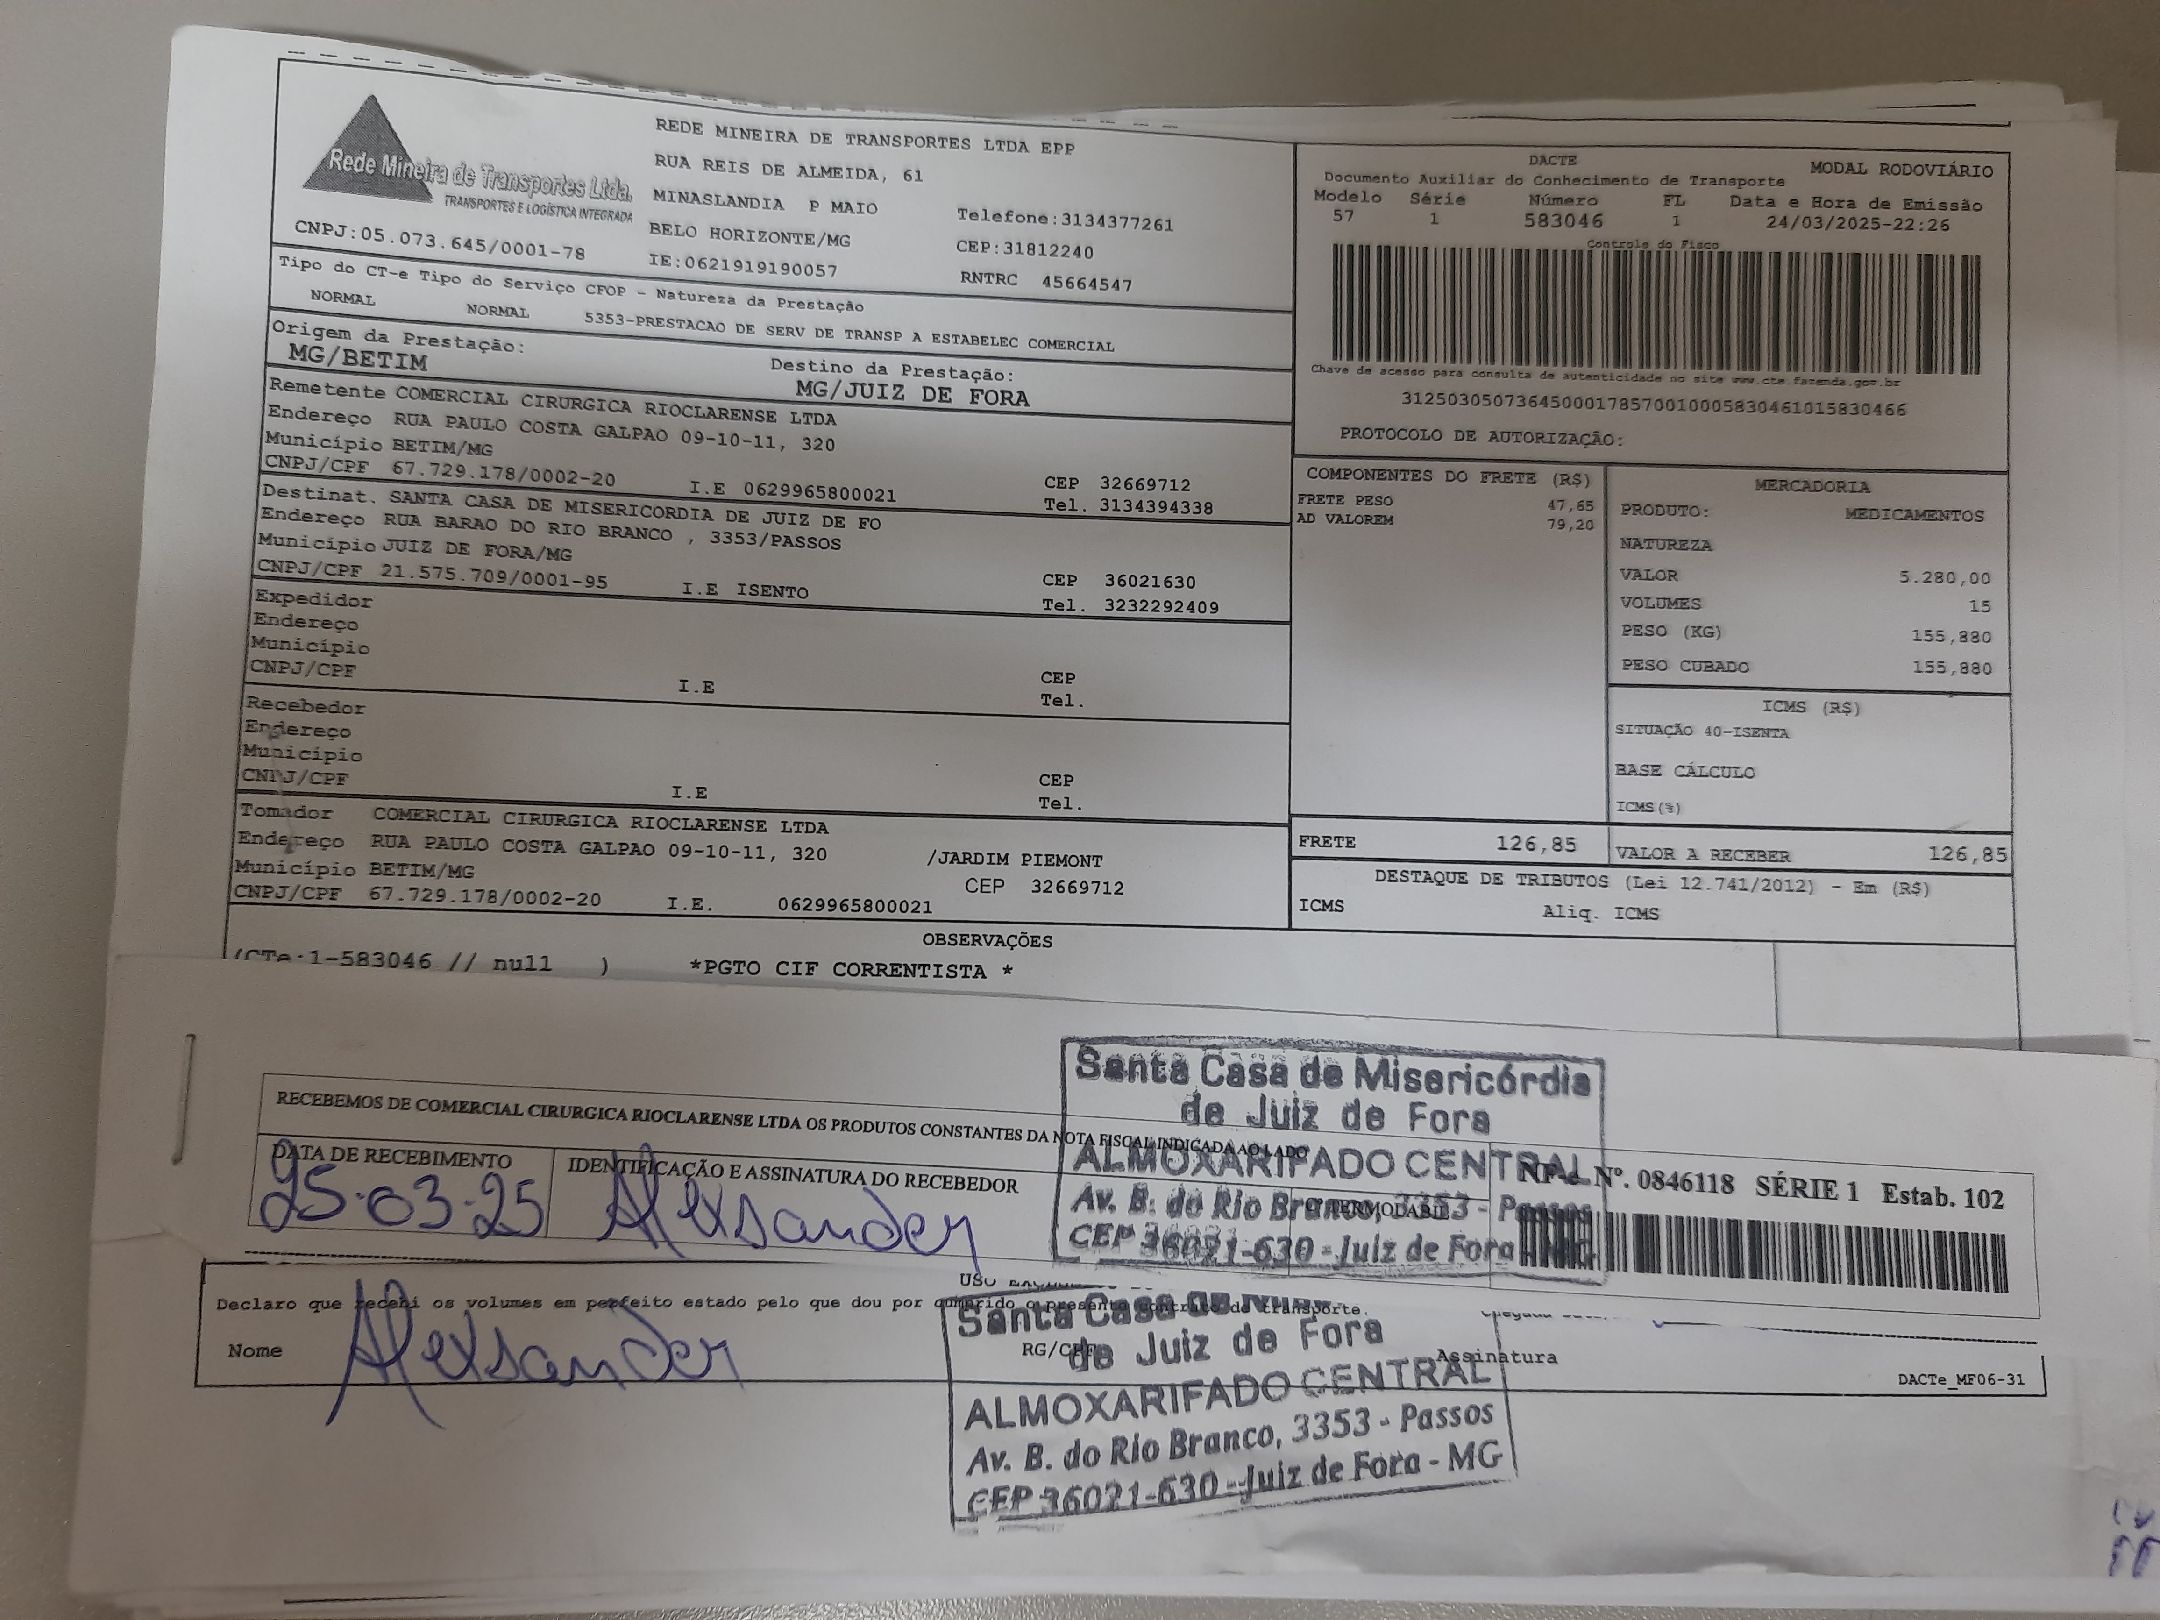 Rede Mineira de Transportes Ltda.
TRANSPORTES E LOGÍSTICA INTEGRADA
CNPJ:05.073.645/0001-78
REDE MINEIRA DE TRANSPORTES LTDA EPP
RUA REIS DE ALMEIDA, 61
MINASLANDIA P MAIO
BELO HORIZONTE/MG
IE:0621919190057
Telefone:3134377261
CEP:31812240
RNTRC 45664547
DACTE
MODAL RODOVIÁRIO
Documento Auxiliar do Conhecimento de Transporte
Modelo Série Número FL Data e Hora de Emissão
57 1 583046 1 24/03/2025-22:26
Controle do Fisco
Chave de acesso para consulta de autenticidade no site www.cte.fazenda.gov.br
31250305073645000178570010005830461015830466
PROTOCOLO DE AUTORIZAÇÃO:
Tipo do CT-e Tipo do Serviço CFOP - Natureza da Prestação
NORMAL NORMAL 5353-PRESTACAO DE SERV DE TRANSP A ESTABELEC COMERCIAL
Origem da Prestação: Destino da Prestação:
MG/BETIM MG/JUIZ DE FORA
Remetente COMERCIAL CIRURGICA RIOCLARENSE LTDA
Endereço RUA PAULO COSTA GALPAO 09-10-11, 320
Município BETIM/MG CEP 32669712
CNPJ/CPF 67.729.178/0002-20 I.E 0629965800021 Tel. 3134394338
Destinat. SANTA CASA DE MISERICORDIA DE JUIZ DE FO
Endereço RUA BARAO DO RIO BRANCO , 3353/PASSOS
Município JUIZ DE FORA/MG CEP 36021630
CNPJ/CPF 21.575.709/0001-95 I.E ISENTO Tel. 3232292409
Expedidor
Endereço
Município CEP
CNPJ/CPF I.E Tel.
Recebedor
Endereço
Município CEP
CNPJ/CPF I.E Tel.
Tomador COMERCIAL CIRURGICA RIOCLARENSE LTDA
Endereço RUA PAULO COSTA GALPAO 09-10-11, 320 /JARDIM PIEMONT
Município BETIM/MG CEP 32669712
CNPJ/CPF 67.729.178/0002-20 I.E. 0629965800021
COMPONENTES DO FRETE (R$)
FRETE PESO 47,65
AD VALOREM 79,20
MERCADORIA
PRODUTO: MEDICAMENTOS
NATUREZA
VALOR 5.280,00
VOLUMES 15
PESO (KG) 155,880
PESO CUBADO 155,880
ICMS (R$)
SITUAÇÃO 40-ISENTA
BASE CÁLCULO
ICMS(%)
FRETE 126,85 VALOR A RECEBER 126,85
DESTAQUE DE TRIBUTOS (Lei 12.741/2012) - Em (R$)
ICMS Aliq. ICMS
OBSERVAÇÕES
(CTe:1-583046 // null ) *PGTO CIF CORRENTISTA *
RECEBEMOS DE COMERCIAL CIRURGICA RIOCLARENSE LTDA OS PRODUTOS CONSTANTES DA NOTA FISCAL INDICADA AO LADO
DATA DE RECEBIMENTO IDENTIFICAÇÃO E ASSINATURA DO RECEBEDOR
25-03-25 Alexsander
NF-e Nº. 0846118 SÉRIE 1 Estab. 102
Santa Casa de Misericórdia
de Juiz de Fora
ALMOXARIFADO CENTRAL
Av. B. do Rio Branco, 3353 - Passos
CEP 36021-630 - Juiz de Fora - MG
Declaro que recebi os volumes em perfeito estado pelo que dou por cumprido o presente contrato de transporte.
Nome Alexsander RG/CPF Assinatura
DACTe_MF06-31
Santa Casa de
de Juiz de Fora
ALMOXARIFADO CENTRAL
Av. B. do Rio Branco, 3353 - Passos
CEP 36021-630 - Juiz de Fora - MG